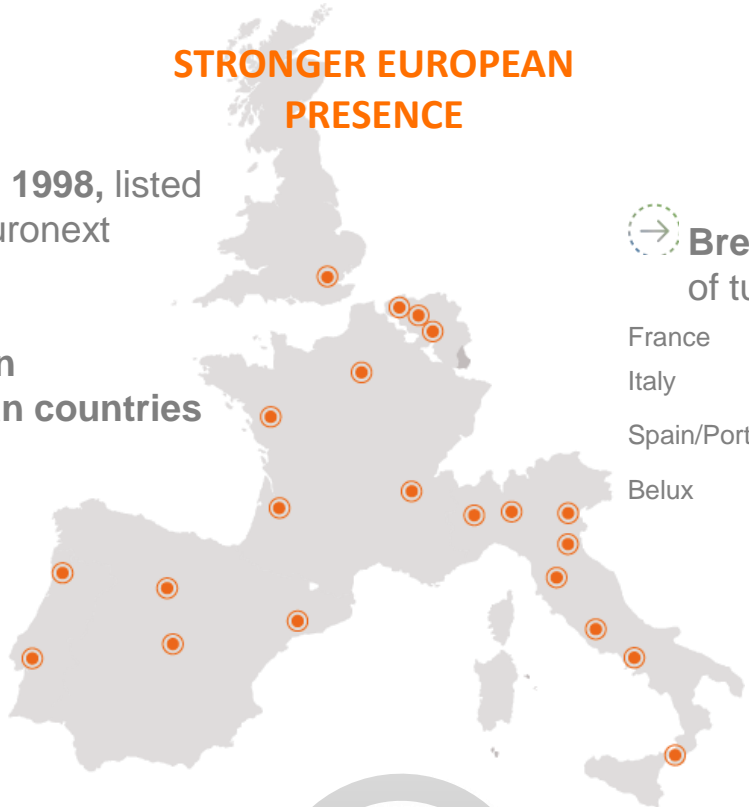 STRONGER EUROPEAN
PRESENCE
1998, listed
uronext
n
n countries
Bre
of tu
France
Italy
Spain/Port
Belux